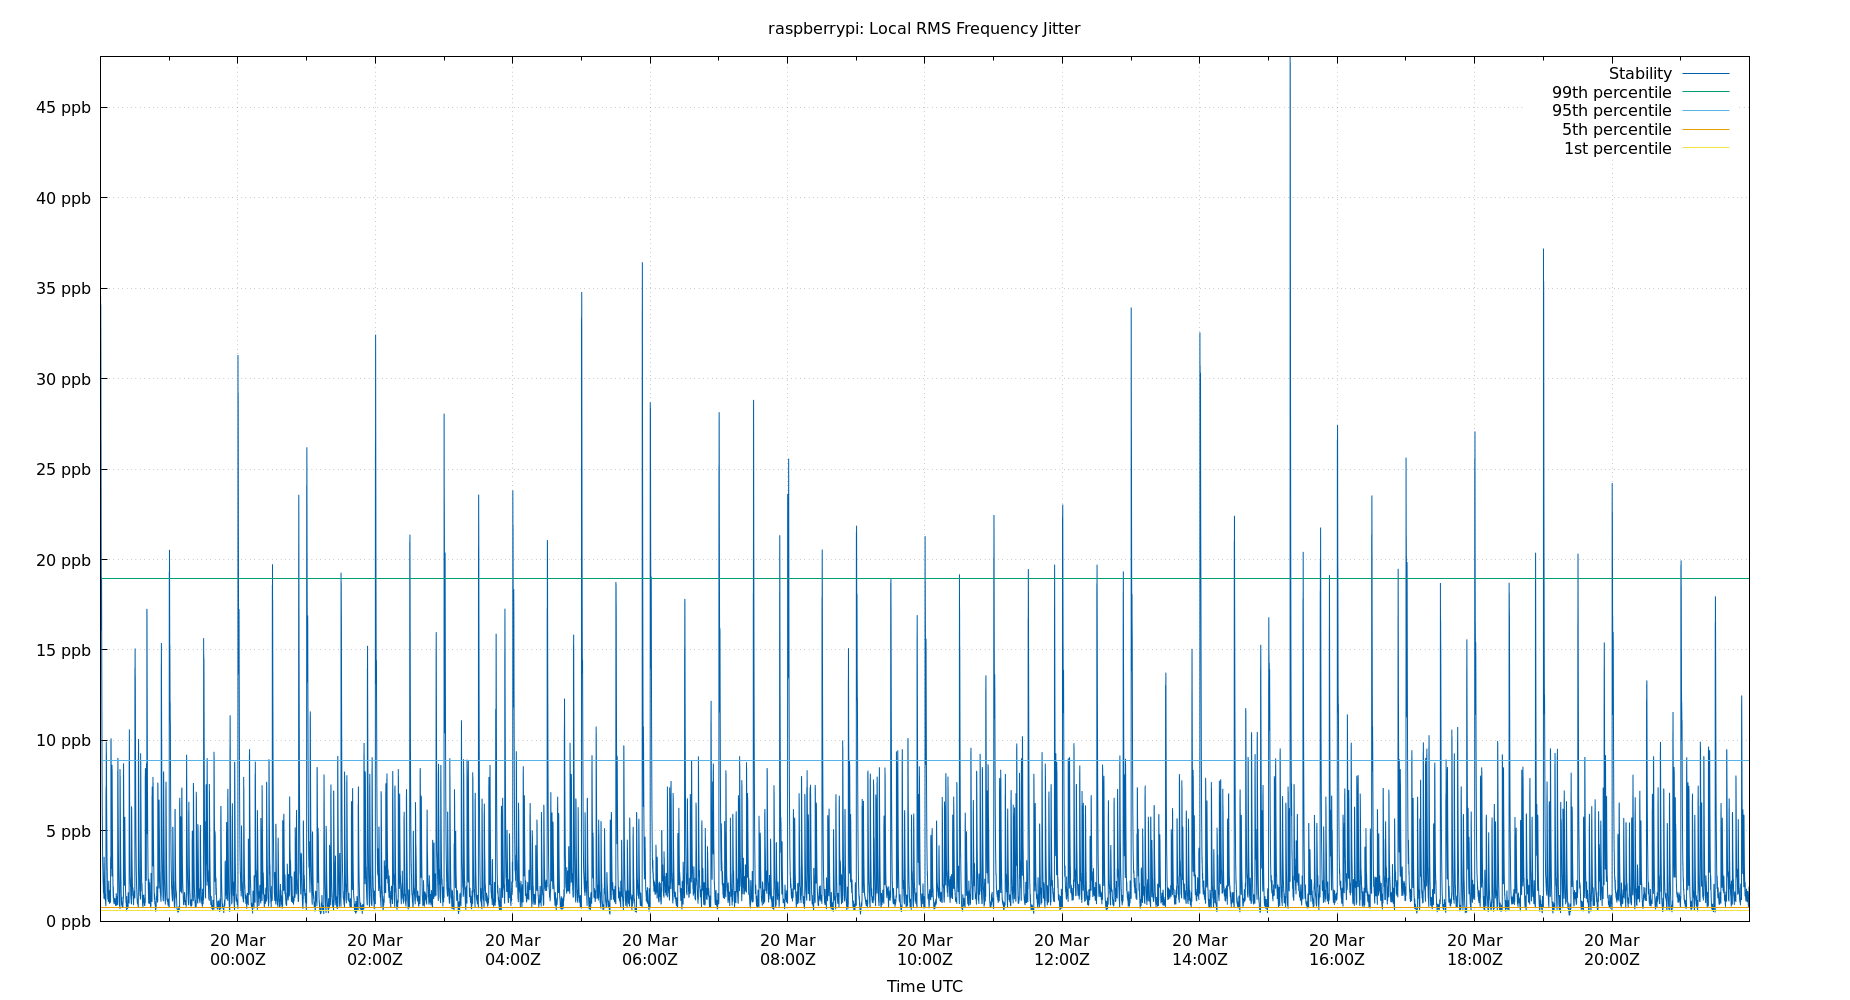 raspberrypi: Local RMS Frequency Jitter
Stability
99th percentile
95th percentile
5th percentile
1st percentile
45 ppb
40 ppb
35 ppb
30 ppb
25 ppb
20 ppb
15 ppb
10 ppb
5 ppb
0 ppb
20 Mar 20 Mar 20 Mar 20 Mar 20 Mar 20 Mar 20 Mar 20 Mar 20 Mar 20 Mar 20 Mar
00:00Z 02:00Z 04:00Z 06:00Z 08:00Z 10:00Z 12:00Z 14:00Z 16:00Z 18:00Z 20:00Z
Time UTC